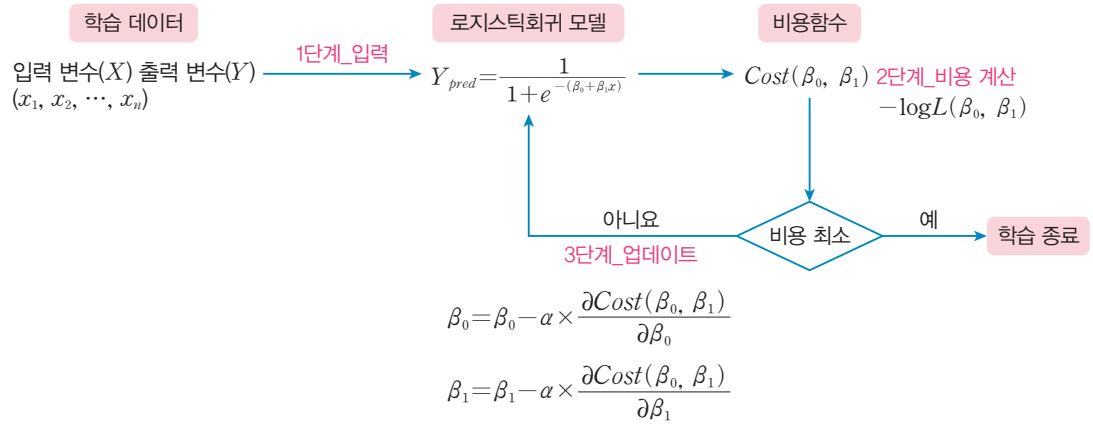 학습 데이터
로지스틱회귀 모델
비용함수
1단계_입력
입력 변수(X) 출력 변수(Y)
(x₁, x₂, …, xₙ)
Y_pred=1/(1+e^−(β₀+β₁x))
Cost(β₀, β₁)
2단계_비용 계산
−logL(β₀, β₁)
아니요
비용 최소
예
학습 종료
3단계_업데이트
β₀=β₀−α×∂Cost(β₀, β₁)/∂β₀
β₁=β₁−α×∂Cost(β₀, β₁)/∂β₁